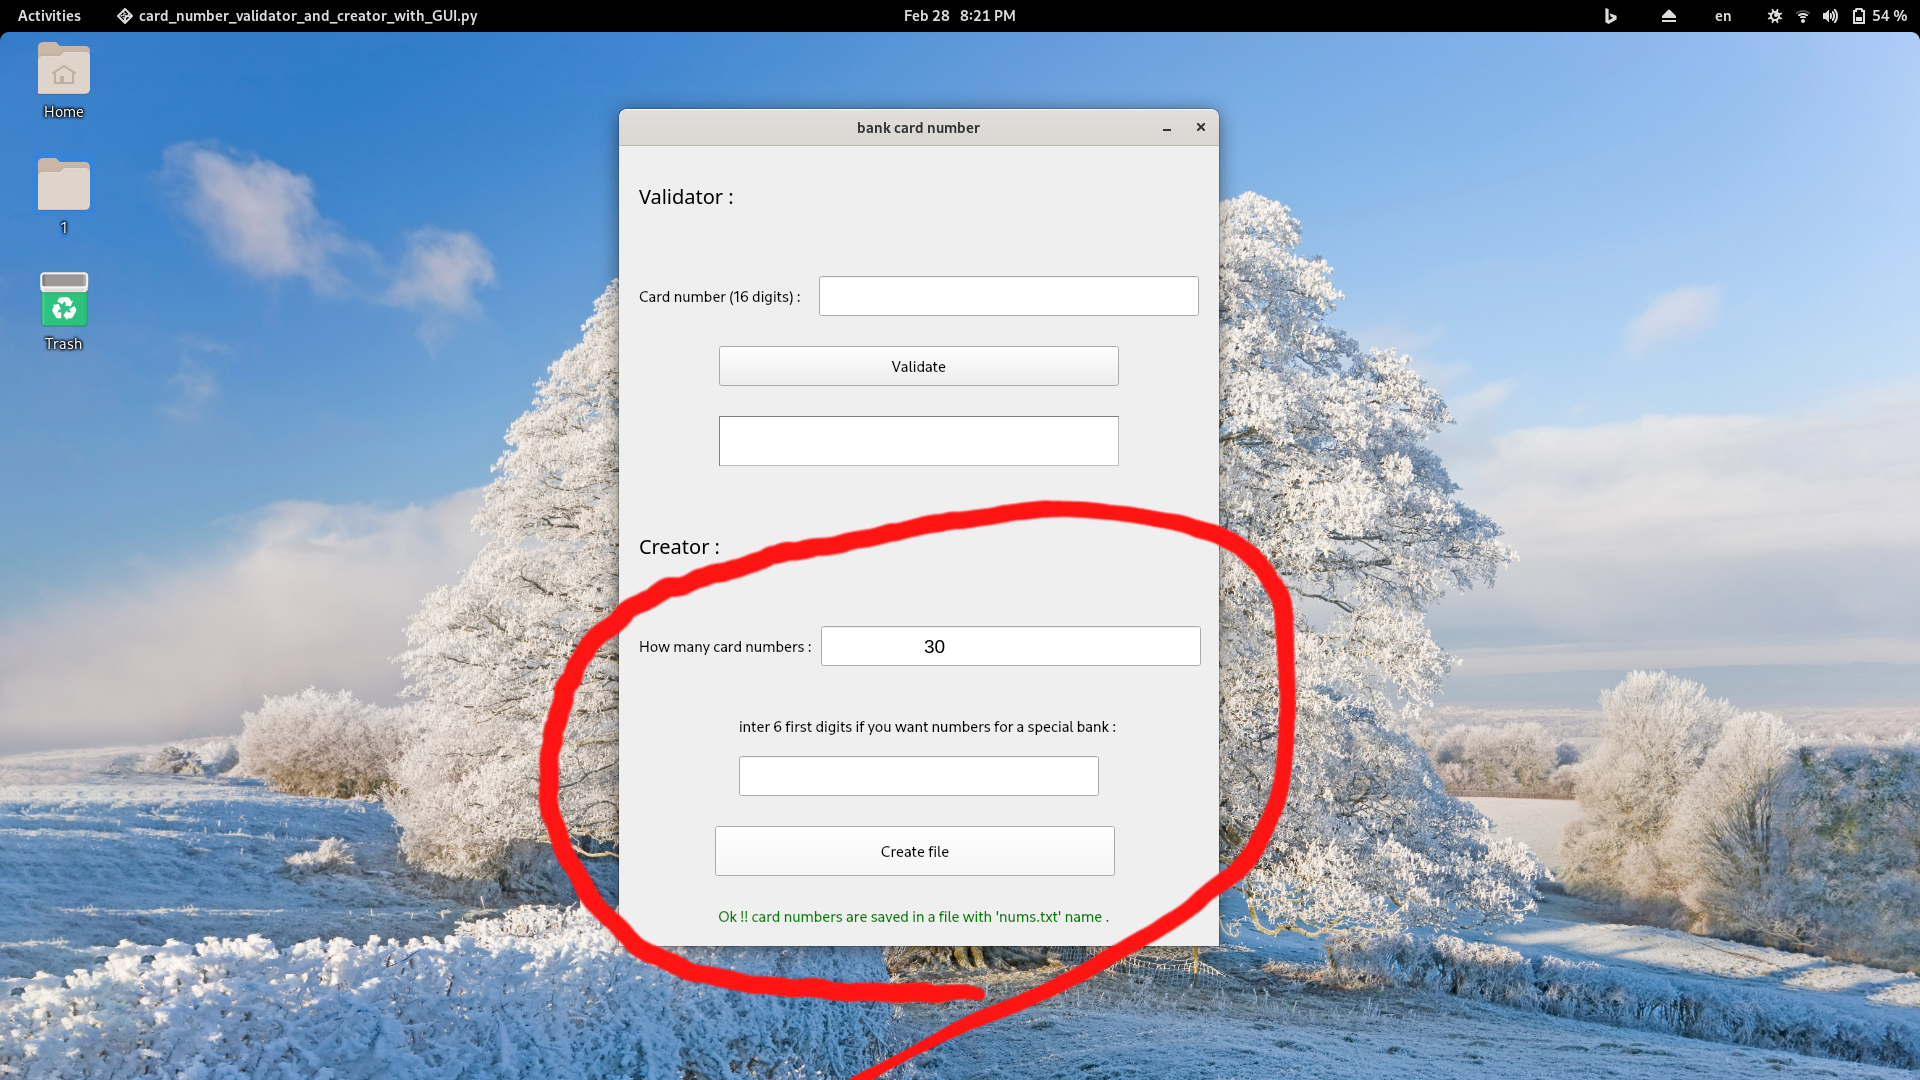 Activities
card_number_validator_and_creator_with_GUI.py
Feb 28 8:21 PM
en
54 %
Home
1
Trash
bank card number
Validator :
Card number (16 digits) :
Validate
Creator :
How many card numbers :
30
inter 6 first digits if you want numbers for a special bank :
Create file
Ok !! card numbers are saved in a file with 'nums.txt' name .